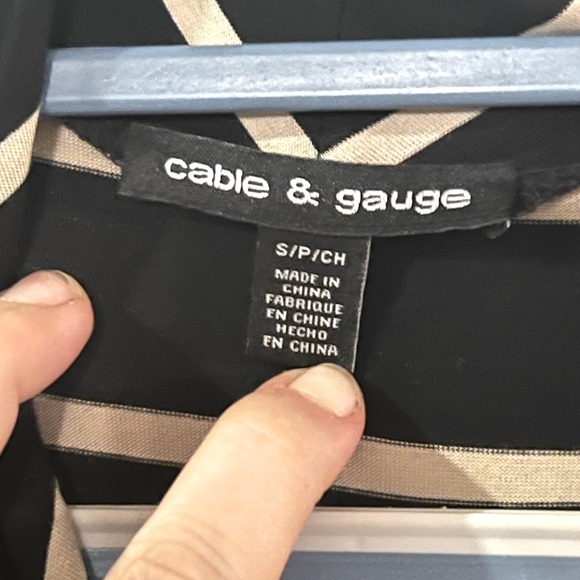 cable & gauge
S/P/CH
MADE IN
CHINA
FABRIQUE
EN CHINE
HECHO
EN CHINA